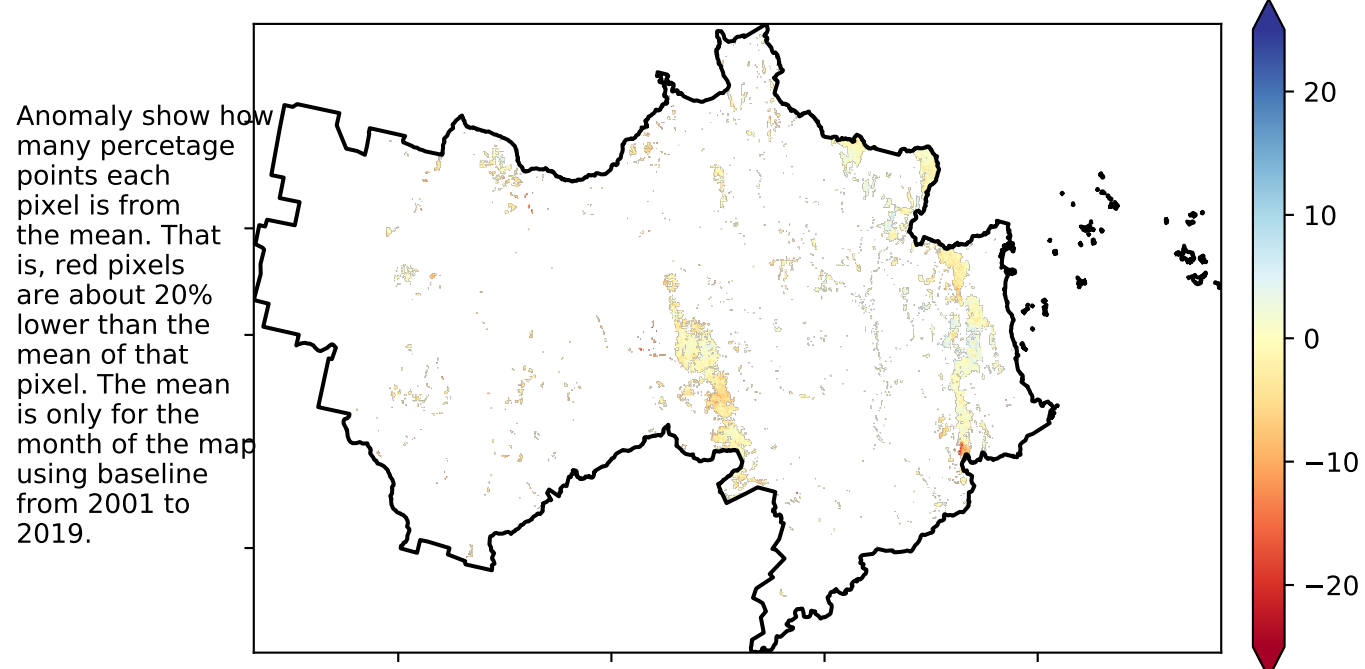 Anomaly show how
many percetage
points each
pixel is from
the mean. That
is, red pixels
are about 20%
lower than the
mean of that
pixel. The mean
is only for the
month of the map
using baseline
from 2001 to
2019.
20
10
0
−10
−20